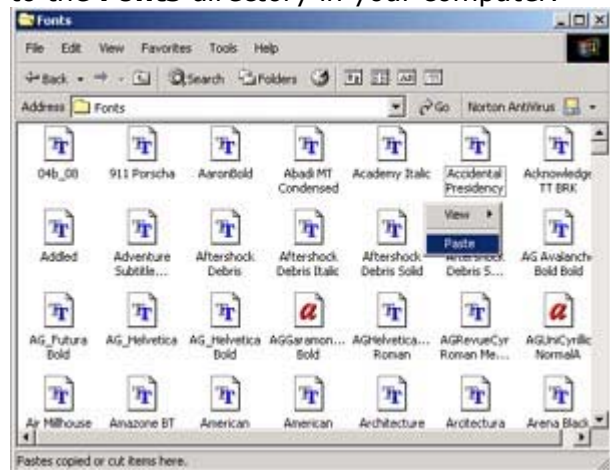 to the Fonts directory in your computer.
Fonts
File Edit View Favorites Tools Help
Back Search Folders
Address Fonts Go Norton AntiVirus
04b_08 911 Porscha AaronBold Abadi MT Condensed Academy Italic Accidental Presidency Acknowledge TT BRK
View
Paste
Added Adventure Subtitle... Aftershock Debris Aftershock Debris Italic Aftershock Debris Solid Aftershock Debris S... AG Avalanche Bold Bold
AG_Futura Bold AG_Helvetica AG_Helvetica Bold AGGaramon... Bold AGHelvetica... Roman AGRevueCyr Roman Me... AGUniCyrillic NormalA
Air Millhouse Amazone BT American American Architecture Arctectura Arena Black
Pastes copied or cut items here.